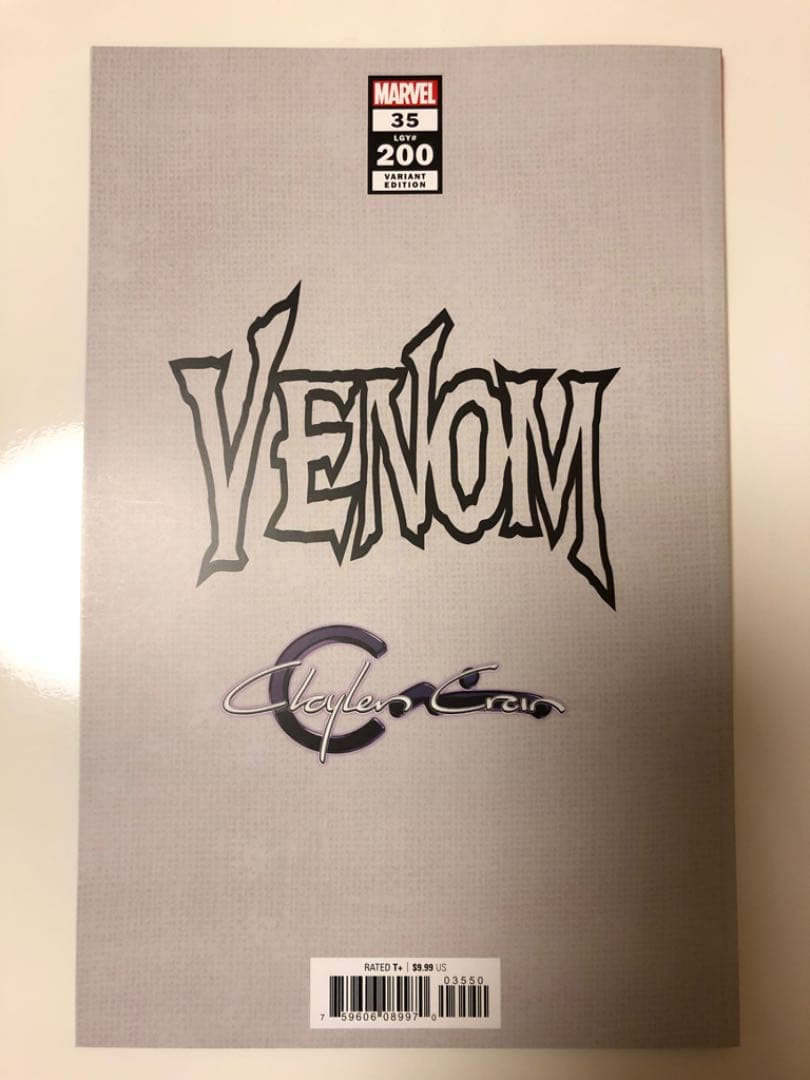 MARVEL
35
LGY#
200
VARIANT
EDITION
VENOM
Clayton Crain
RATED T+ | $9.99 US
03550
7 59606 08997 0